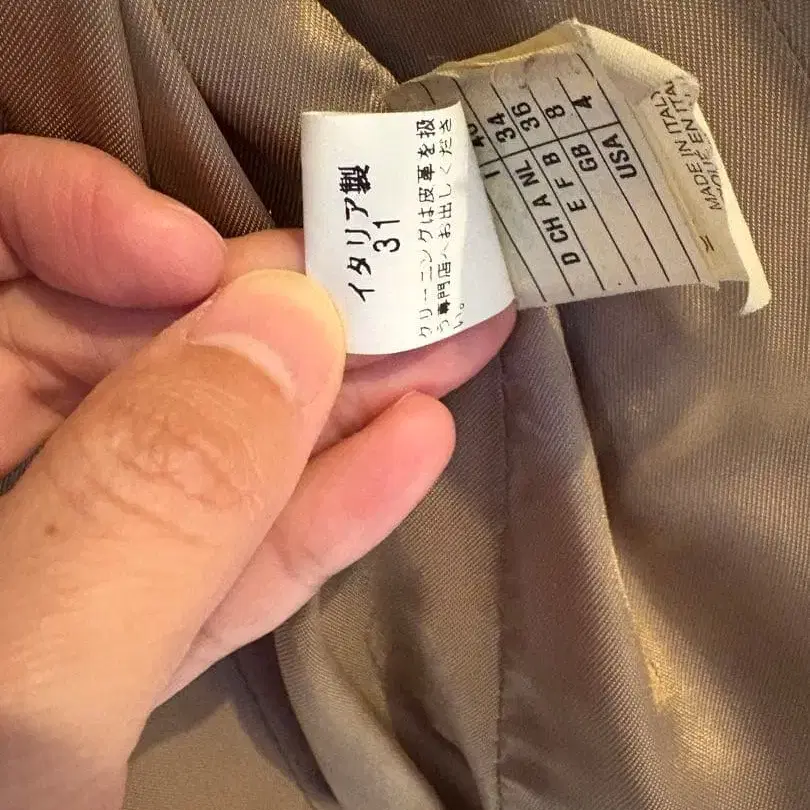 イタリア製
31
クリーニングは皮革を扱
う専門店へお出しくださ
い。
I
D CH A NL 34
E F B 36
GB 8
USA 4
MADE IN ITALY